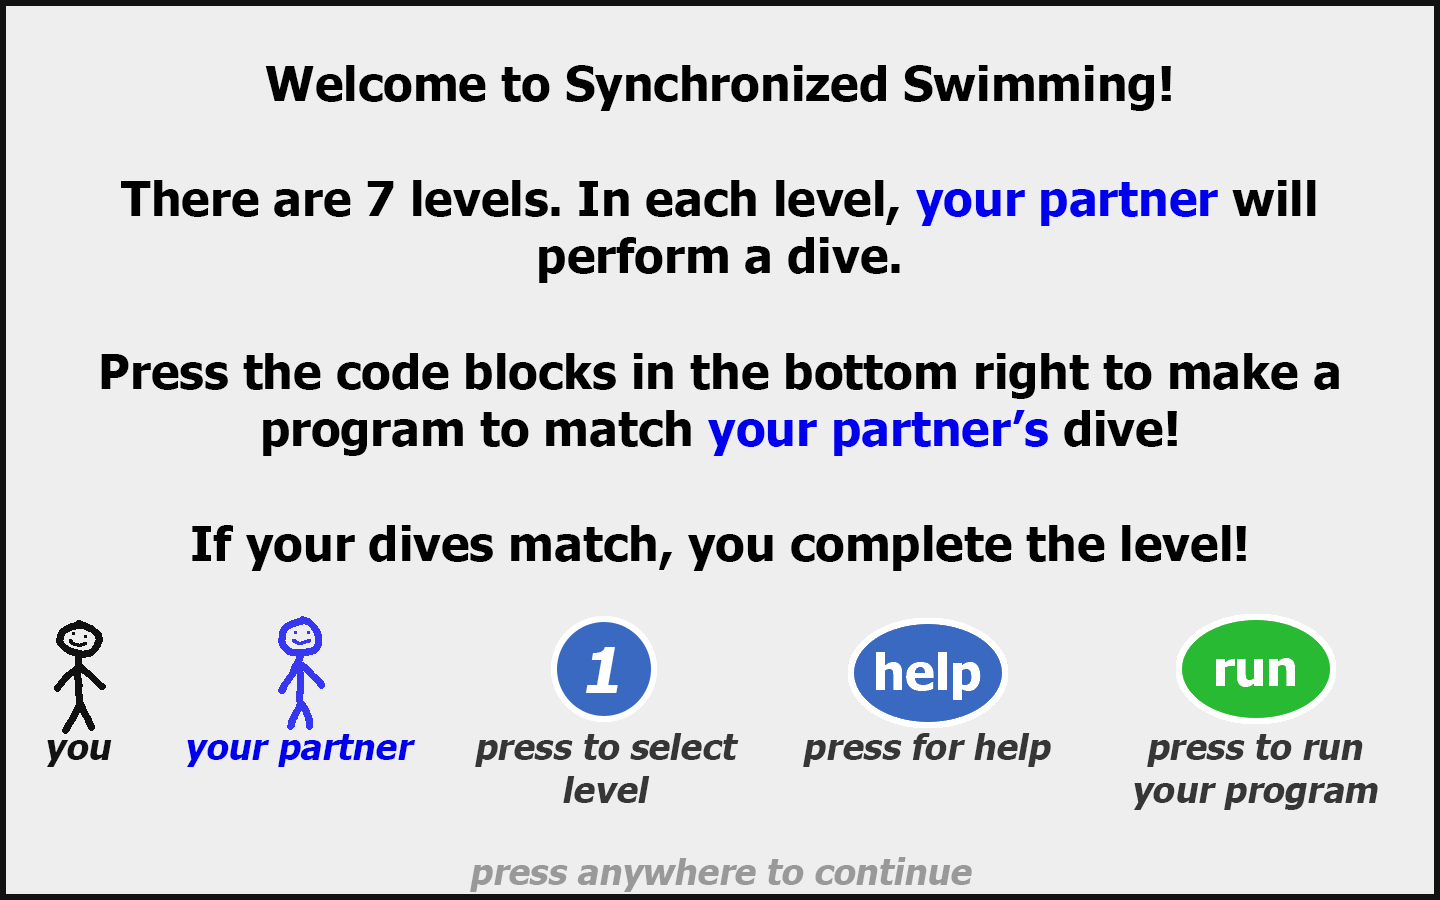 Welcome to Synchronized Swimming!
There are 7 levels. In each level, your partner will
perform a dive.
Press the code blocks in the bottom right to make a
program to match your partner’s dive!
If your dives match, you complete the level!
1
help
run
you
your partner
press to select
level
press for help
press to run
your program
press anywhere to continue